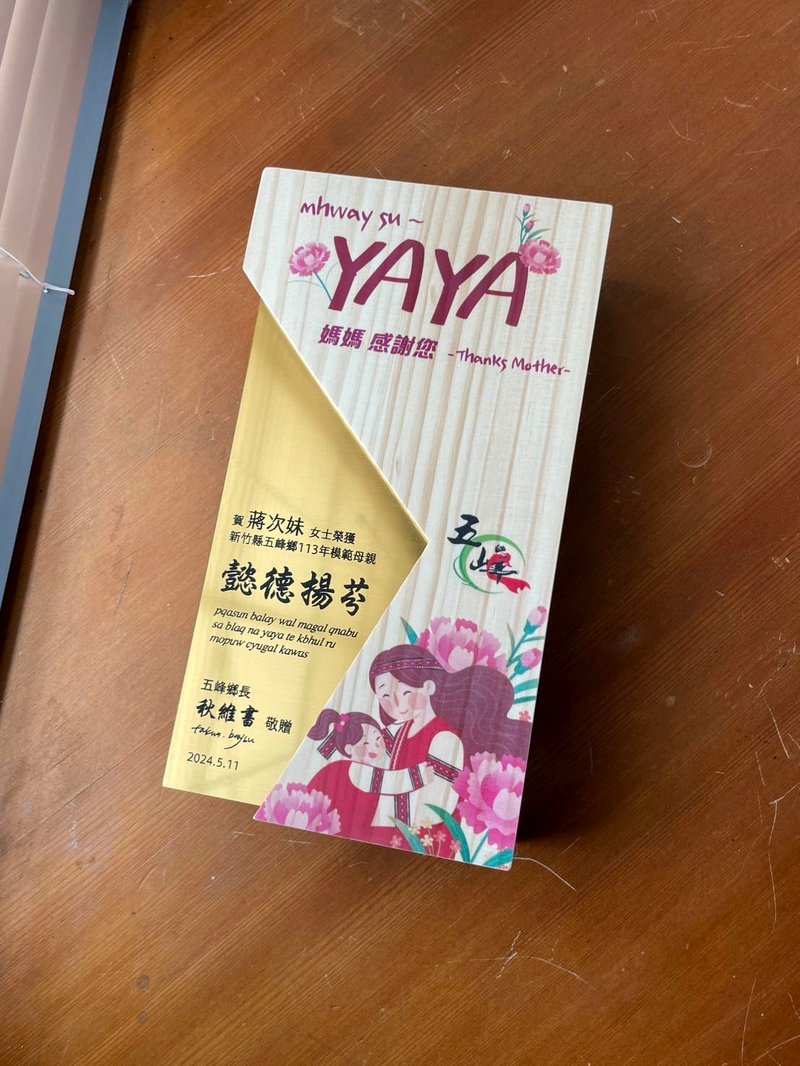 mhway su ~
YAYA
媽媽 感謝您 -Thanks Mother-
賀 蔣次妹 女士榮獲
新竹縣五峰鄉113年模範母親
懿德揚芬
pqasun balay wal magal qnabu
sa blaq na yaya te kbhul ru
mopuw cyugal kawas
五峰鄉長
秋維書 敬贈
2024.5.11
五峰